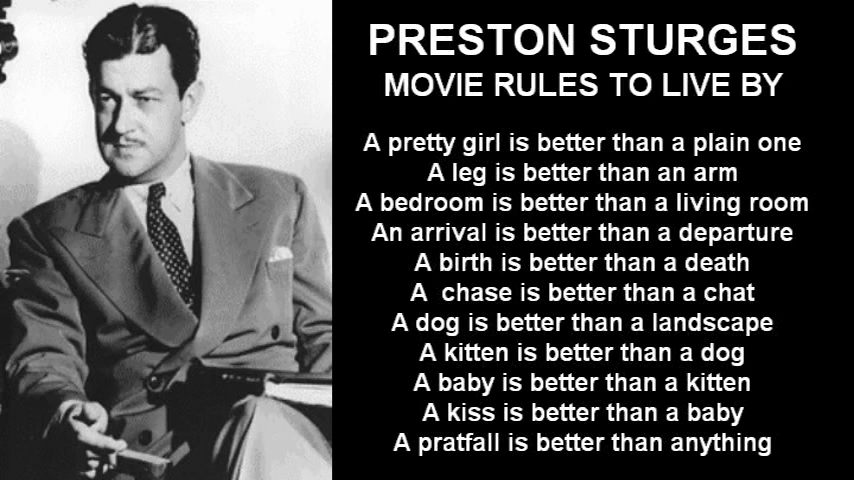 PRESTON STURGES
MOVIE RULES TO LIVE BY
A pretty girl is better than a plain one
A leg is better than an arm
A bedroom is better than a living room
An arrival is better than a departure
A birth is better than a death
A  chase is better than a chat
A dog is better than a landscape
A kitten is better than a dog
A baby is better than a kitten
A kiss is better than a baby
A pratfall is better than anything